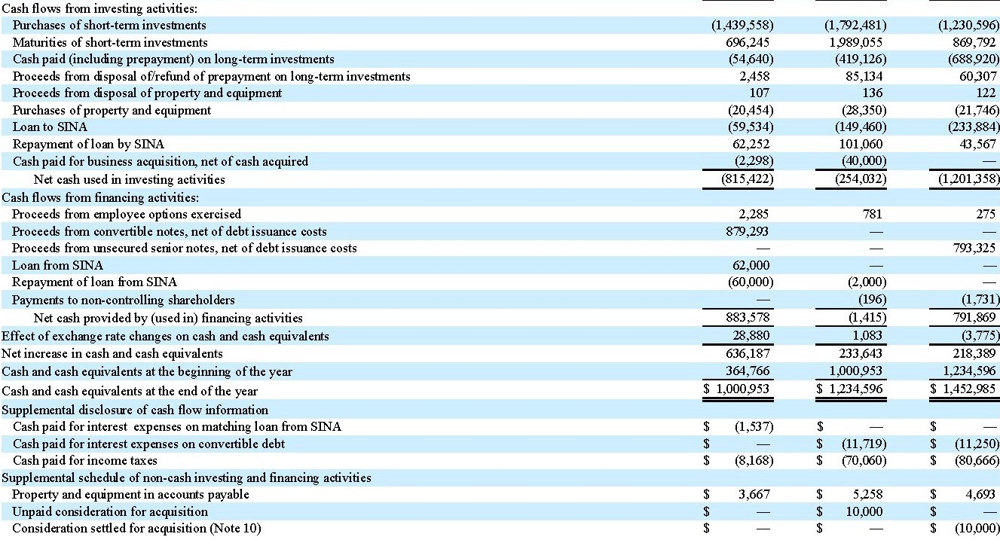 Cash flows from investing activities:
Purchases of short-term investments (1,439,558) (1,792,481) (1,230,596)
Maturities of short-term investments 696,245 1,989,055 869,792
Cash paid (including prepayment) on long-term investments (54,640) (419,126) (688,920)
Proceeds from disposal of/refund of prepayment on long-term investments 2,458 85,134 60,307
Proceeds from disposal of property and equipment 107 136 122
Purchases of property and equipment (20,454) (28,350) (21,746)
Loan to SINA (59,534) (149,460) (233,884)
Repayment of loan by SINA 62,252 101,060 43,567
Cash paid for business acquisition, net of cash acquired (2,298) (40,000) —
Net cash used in investing activities (815,422) (254,032) (1,201,358)
Cash flows from financing activities:
Proceeds from employee options exercised 2,285 781 275
Proceeds from convertible notes, net of debt issuance costs 879,293 — —
Proceeds from unsecured senior notes, net of debt issuance costs — — 793,325
Loan from SINA 62,000 — —
Repayment of loan from SINA (60,000) (2,000) —
Payments to non-controlling shareholders — (196) (1,731)
Net cash provided by (used in) financing activities 883,578 (1,415) 791,869
Effect of exchange rate changes on cash and cash equivalents 28,880 1,083 (3,775)
Net increase in cash and cash equivalents 636,187 233,643 218,389
Cash and cash equivalents at the beginning of the year 364,766 1,000,953 1,234,596
Cash and cash equivalents at the end of the year $ 1,000,953 $ 1,234,596 $ 1,452,985
Supplemental disclosure of cash flow information
Cash paid for interest expenses on matching loan from SINA $ (1,537) $ — $ —
Cash paid for interest expenses on convertible debt $ — $ (11,719) $ (11,250)
Cash paid for income taxes $ (8,168) $ (70,060) $ (80,666)
Supplemental schedule of non-cash investing and financing activities
Property and equipment in accounts payable $ 3,667 $ 5,258 $ 4,693
Unpaid consideration for acquisition $ — $ 10,000 $ —
Consideration settled for acquisition (Note 10) $ — $ — $ (10,000)